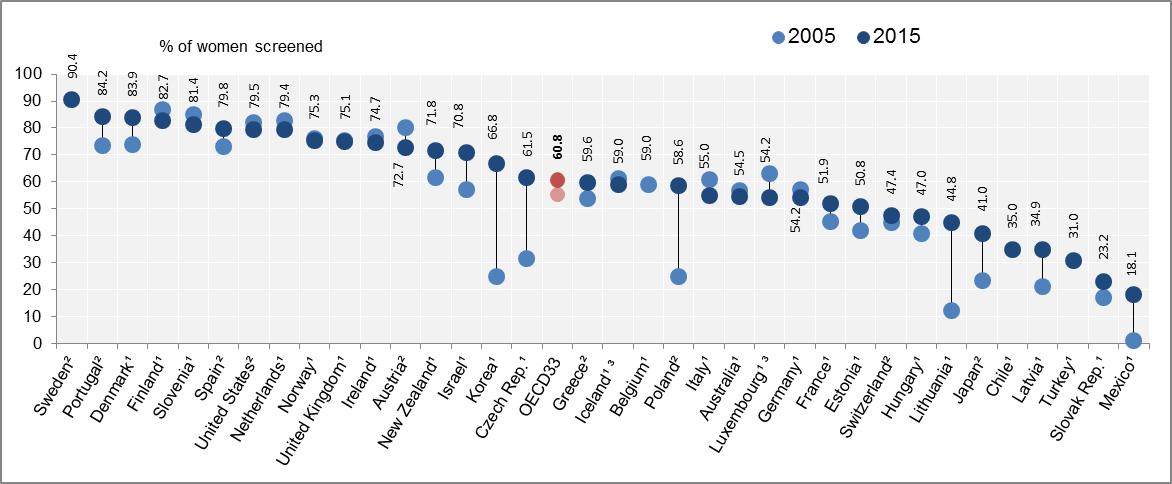 % of women screened
2005
2015
100
90
80
70
60
50
40
30
20
10
0
90.4
84.2
83.9
82.7
81.4
79.8
79.5
79.4
75.3
75.1
74.7
72.7
71.8
70.8
66.8
61.5
60.8
59.6
59.0
59.0
58.6
55.0
54.5
54.2
54.2
51.9
50.8
47.4
47.0
44.8
41.0
35.0
34.9
31.0
23.2
18.1
Sweden²
Portugal²
Denmark¹
Finland¹
Slovenia¹
Spain²
United States²
Netherlands¹
Norway¹
United Kingdom¹
Ireland¹
Austria²
New Zealand¹
Israel¹
Korea¹
Czech Rep. ¹
OECD33
Greece²
Iceland¹ ³
Belgium¹
Poland²
Italy¹
Australia¹
Luxembourg¹ ³
Germany¹
France¹
Estonia¹
Switzerland²
Hungary¹
Lithuania¹
Japan²
Chile¹
Latvia¹
Turkey¹
Slovak Rep. ¹
Mexico¹